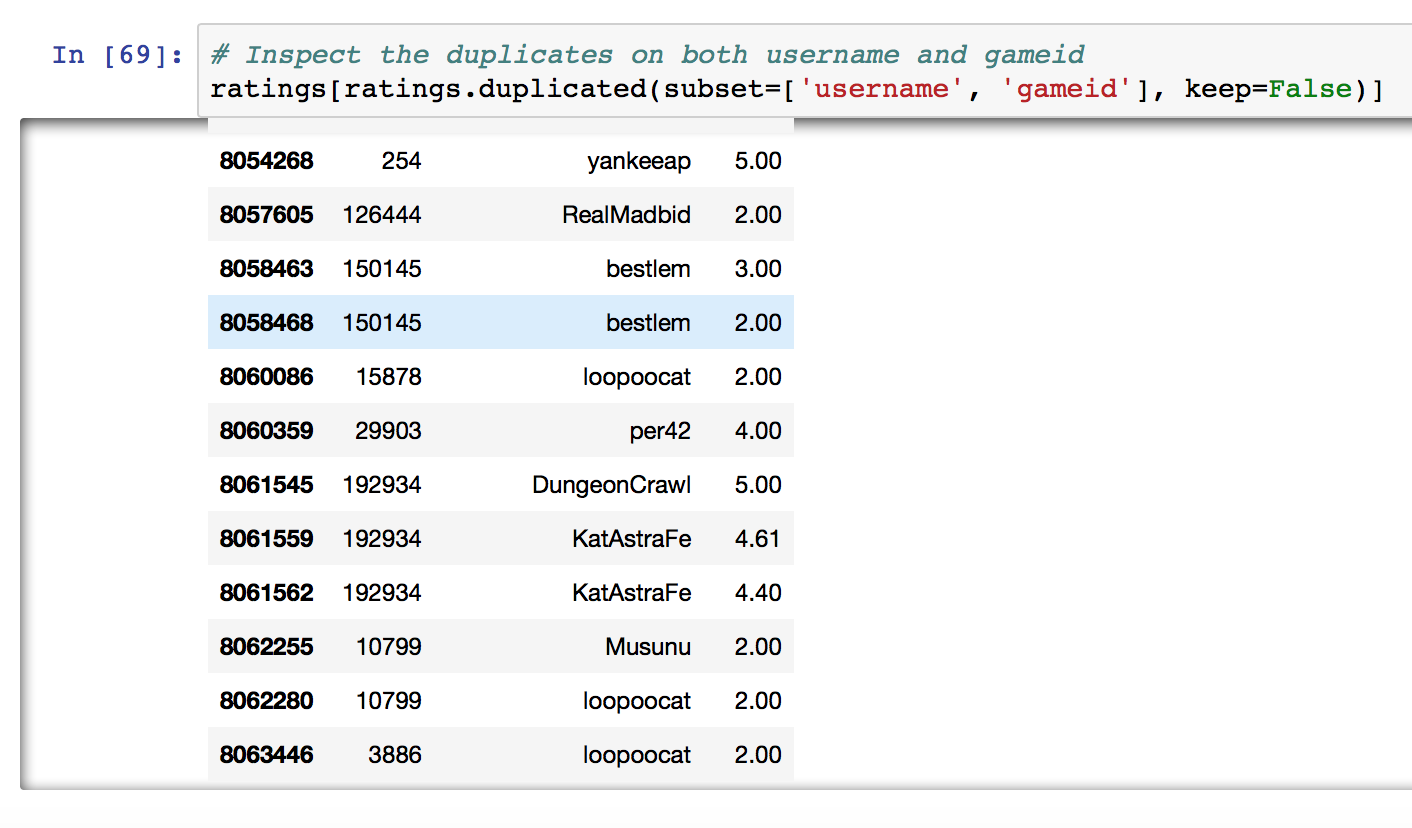 In [69]: # Inspect the duplicates on both username and gameid
ratings[ratings.duplicated(subset=['username', 'gameid'], keep=False)]
8054268 254 yankeeap 5.00
8057605 126444 RealMadbid 2.00
8058463 150145 bestlem 3.00
8058468 150145 bestlem 2.00
8060086 15878 loopoocat 2.00
8060359 29903 per42 4.00
8061545 192934 DungeonCrawl 5.00
8061559 192934 KatAstraFe 4.61
8061562 192934 KatAstraFe 4.40
8062255 10799 Musunu 2.00
8062280 10799 loopoocat 2.00
8063446 3886 loopoocat 2.00